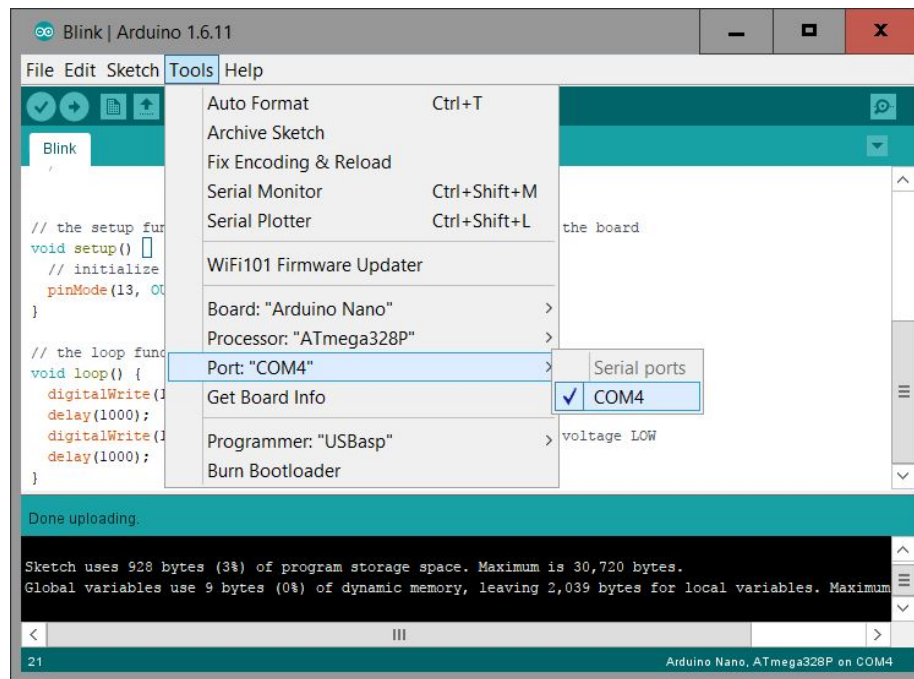 Blink | Arduino 1.6.11
File Edit Sketch Tools Help
Auto Format Ctrl+T
Archive Sketch
Fix Encoding & Reload
Serial Monitor Ctrl+Shift+M
Serial Plotter Ctrl+Shift+L
WiFi101 Firmware Updater
Board: "Arduino Nano"
Processor: "ATmega328P"
Port: "COM4"
Get Board Info
Programmer: "USBasp"
Burn Bootloader
Serial ports
COM4
Blink
// the setup the board
void setup()
// initialize
pinMode(13,
}
// the loop
void loop() {
digitalWrite(
delay(1000);
digitalWrite( voltage LOW
delay(1000);
}
Done uploading.
Sketch uses 928 bytes (3%) of program storage space. Maximum is 30,720 bytes.
Global variables use 9 bytes (0%) of dynamic memory, leaving 2,039 bytes for local variables. Maximum
21 Arduino Nano, ATmega328P on COM4